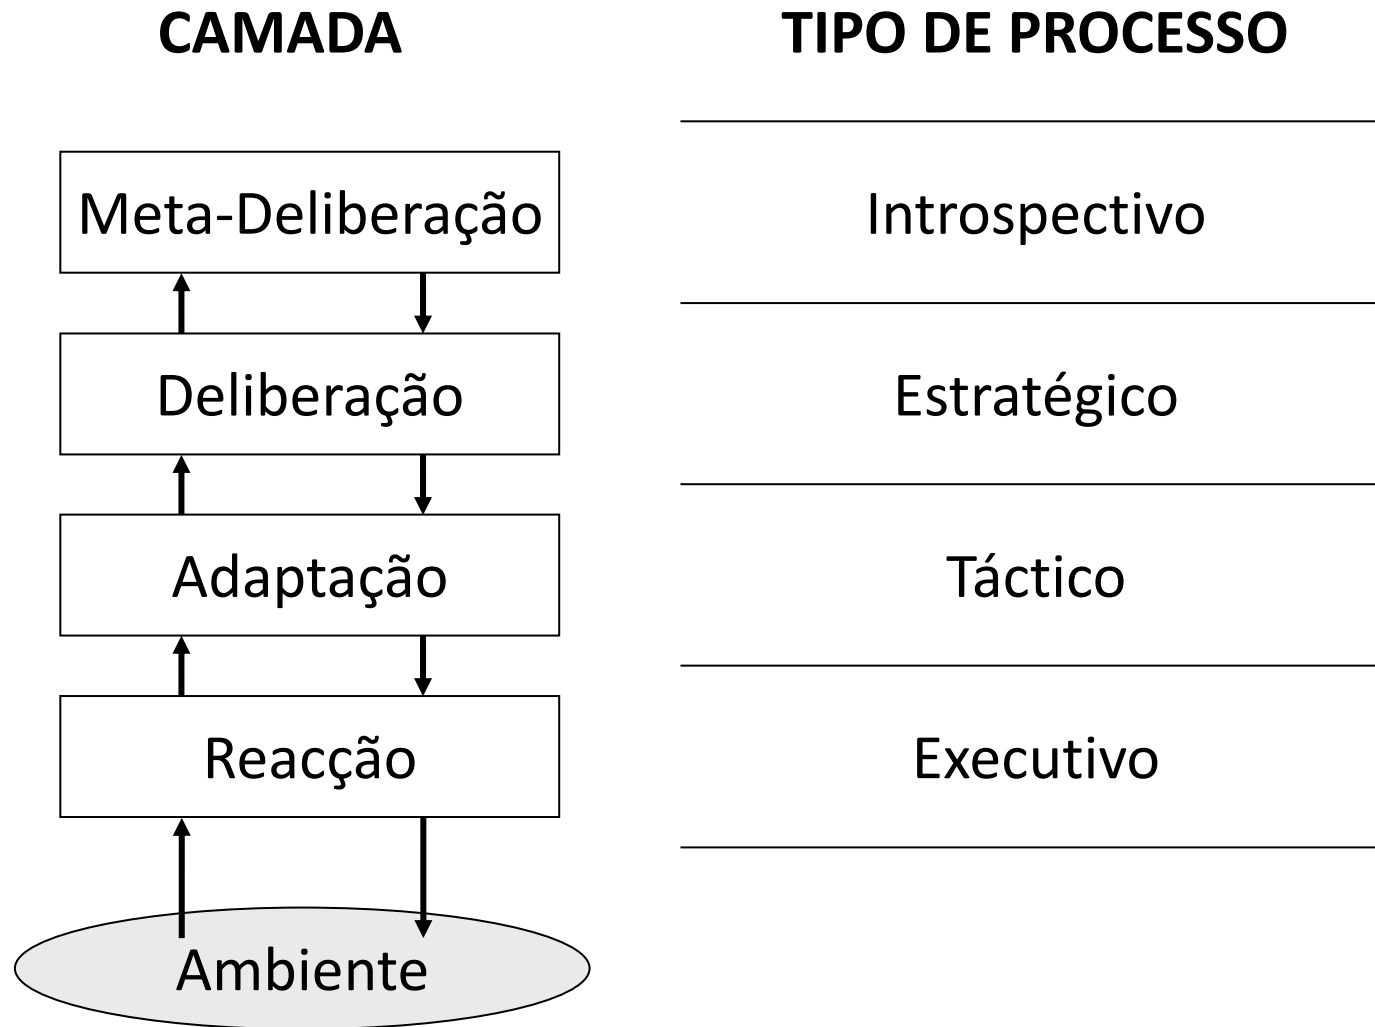 CAMADA TIPO DE PROCESSO
Meta-Deliberação Introspectivo
Deliberação Estratégico
Adaptação Táctico
Reacção Executivo
Ambiente